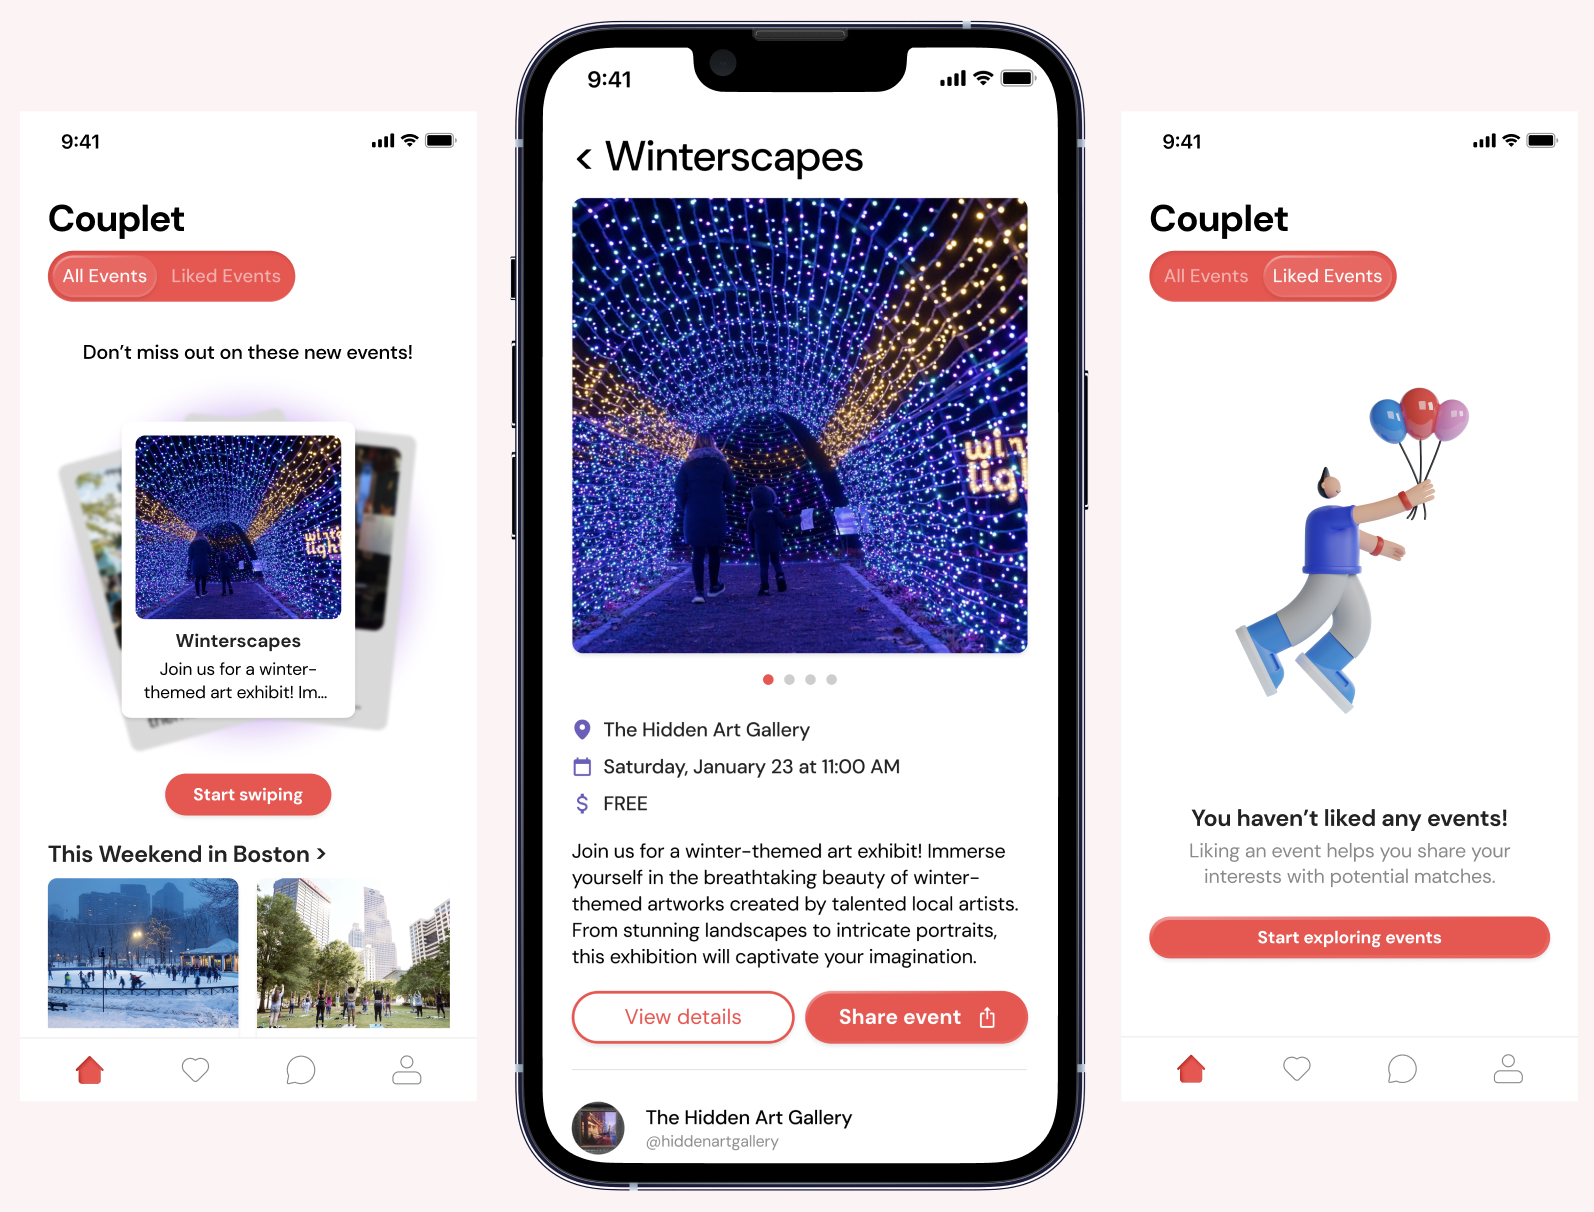 9:41
Couplet
All Events
Liked Events
Don't miss out on these new events!
Winterscapes
Join us for a winter-
themed art exhibit! Im...
Start swiping
This Weekend in Boston >
9:41
< Winterscapes
The Hidden Art Gallery
Saturday, January 23 at 11:00 AM
FREE
Join us for a winter-themed art exhibit! Immerse
yourself in the breathtaking beauty of winter-
themed artworks created by talented local artists.
From stunning landscapes to intricate portraits,
this exhibition will captivate your imagination.
View details
Share event
The Hidden Art Gallery
@hiddenartgallery
9:41
Couplet
All Events
Liked Events
You haven't liked any events!
Liking an event helps you share your
interests with potential matches.
Start exploring events